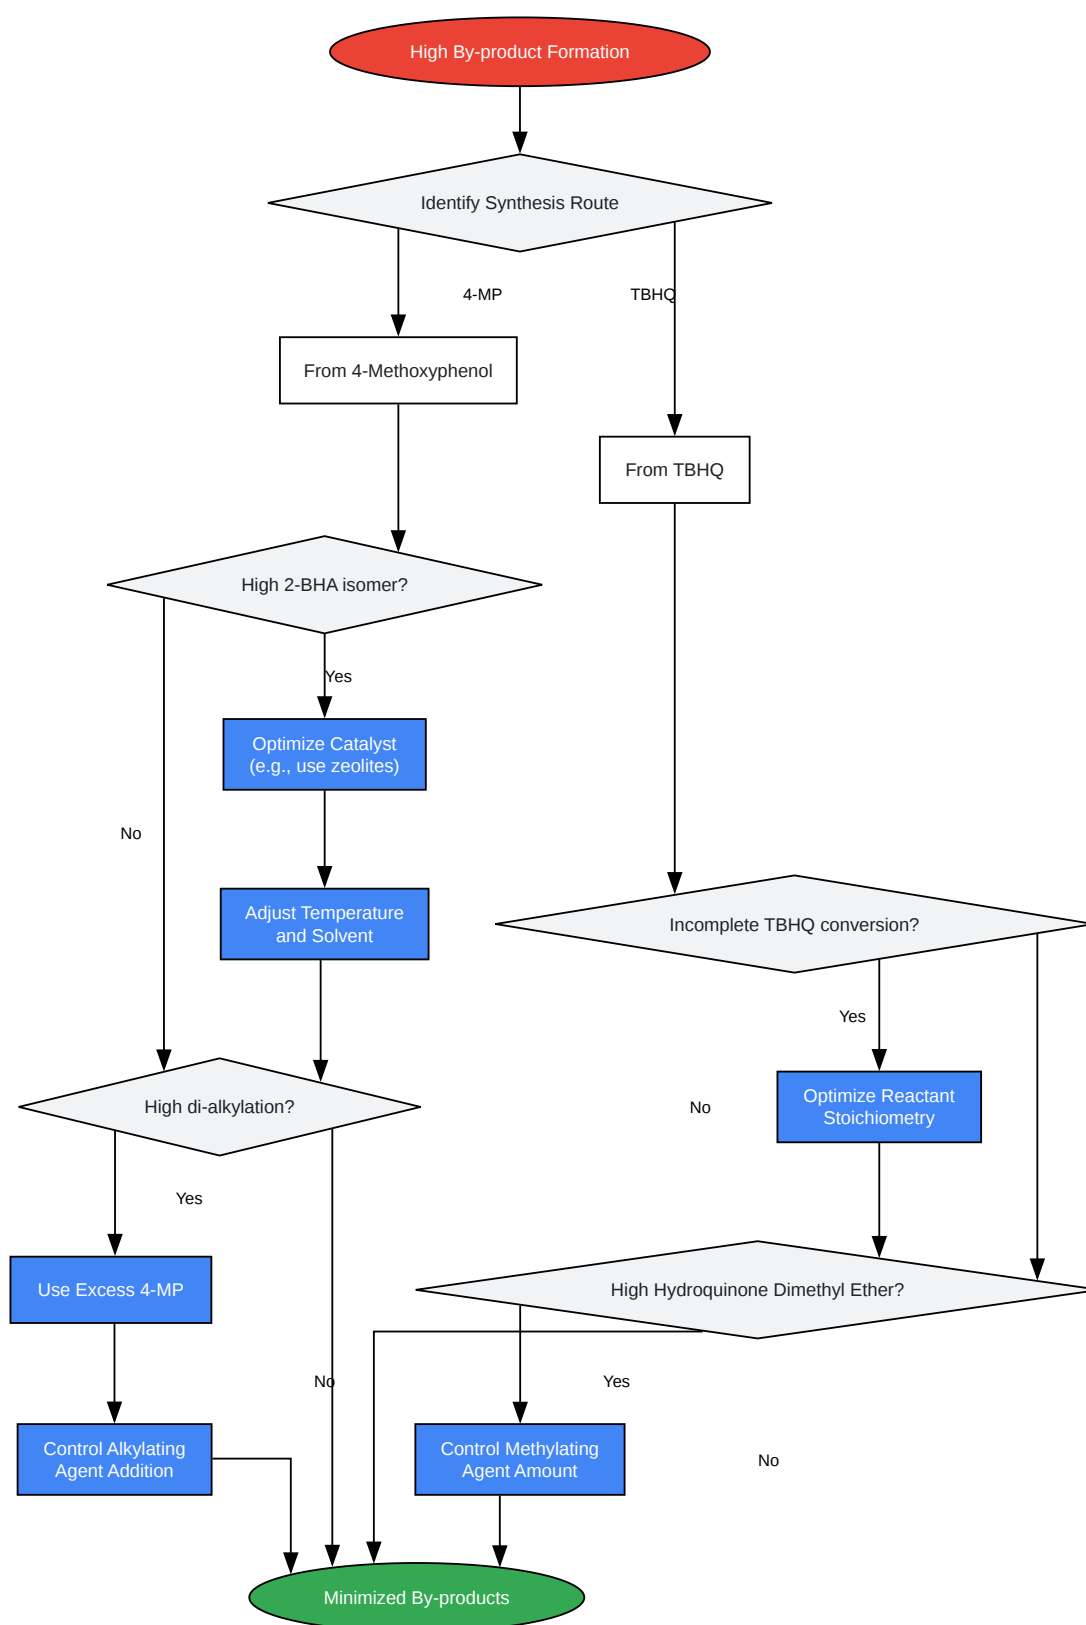 High By-product Formation
Identify Synthesis Route
4-MP
TBHQ
From 4-Methoxyphenol
From TBHQ
High 2-BHA isomer?
Yes
Optimize Catalyst
(e.g., use zeolites)
No
Adjust Temperature
and Solvent
Incomplete TBHQ conversion?
Yes
High di-alkylation?
No
Optimize Reactant
Stoichiometry
Yes
Use Excess 4-MP
High Hydroquinone Dimethyl Ether?
No
Yes
Control Alkylating
Agent Addition
Control Methylating
Agent Amount
No
Minimized By-products